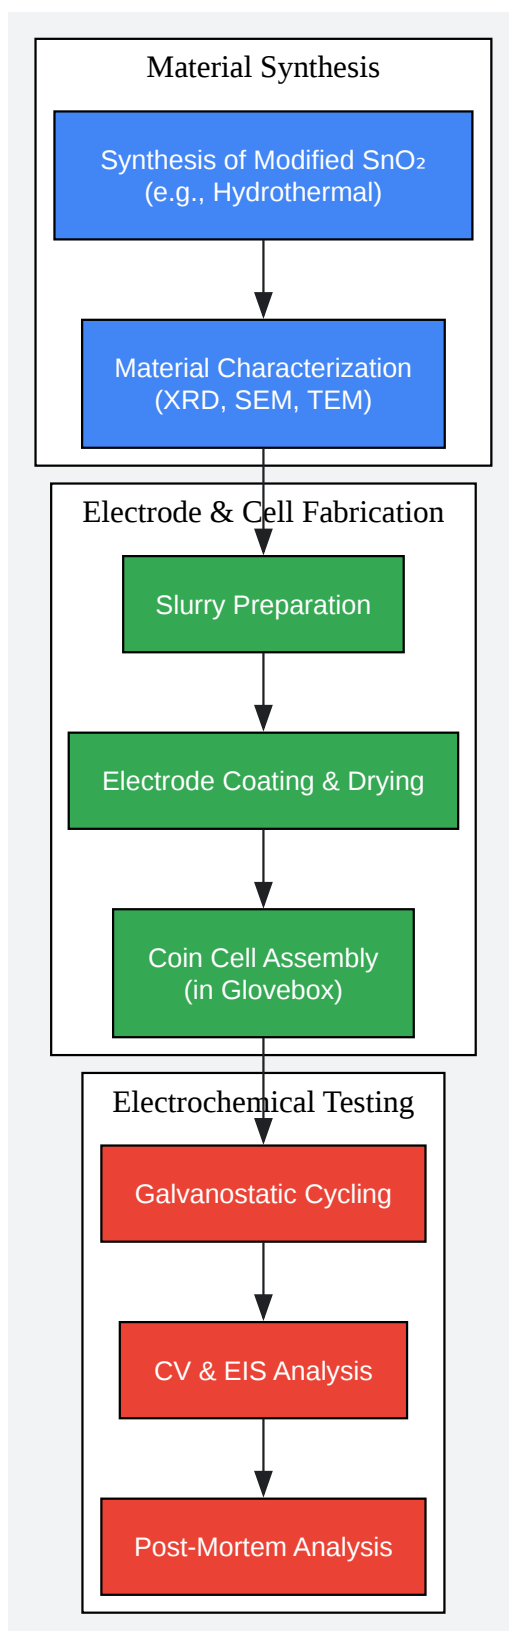 Material Synthesis
Synthesis of Modified SnO₂
(e.g., Hydrothermal)
Material Characterization
(XRD, SEM, TEM)
Electrode & Cell Fabrication
Slurry Preparation
Electrode Coating & Drying
Coin Cell Assembly
(in Glovebox)
Electrochemical Testing
Galvanostatic Cycling
CV & EIS Analysis
Post-Mortem Analysis